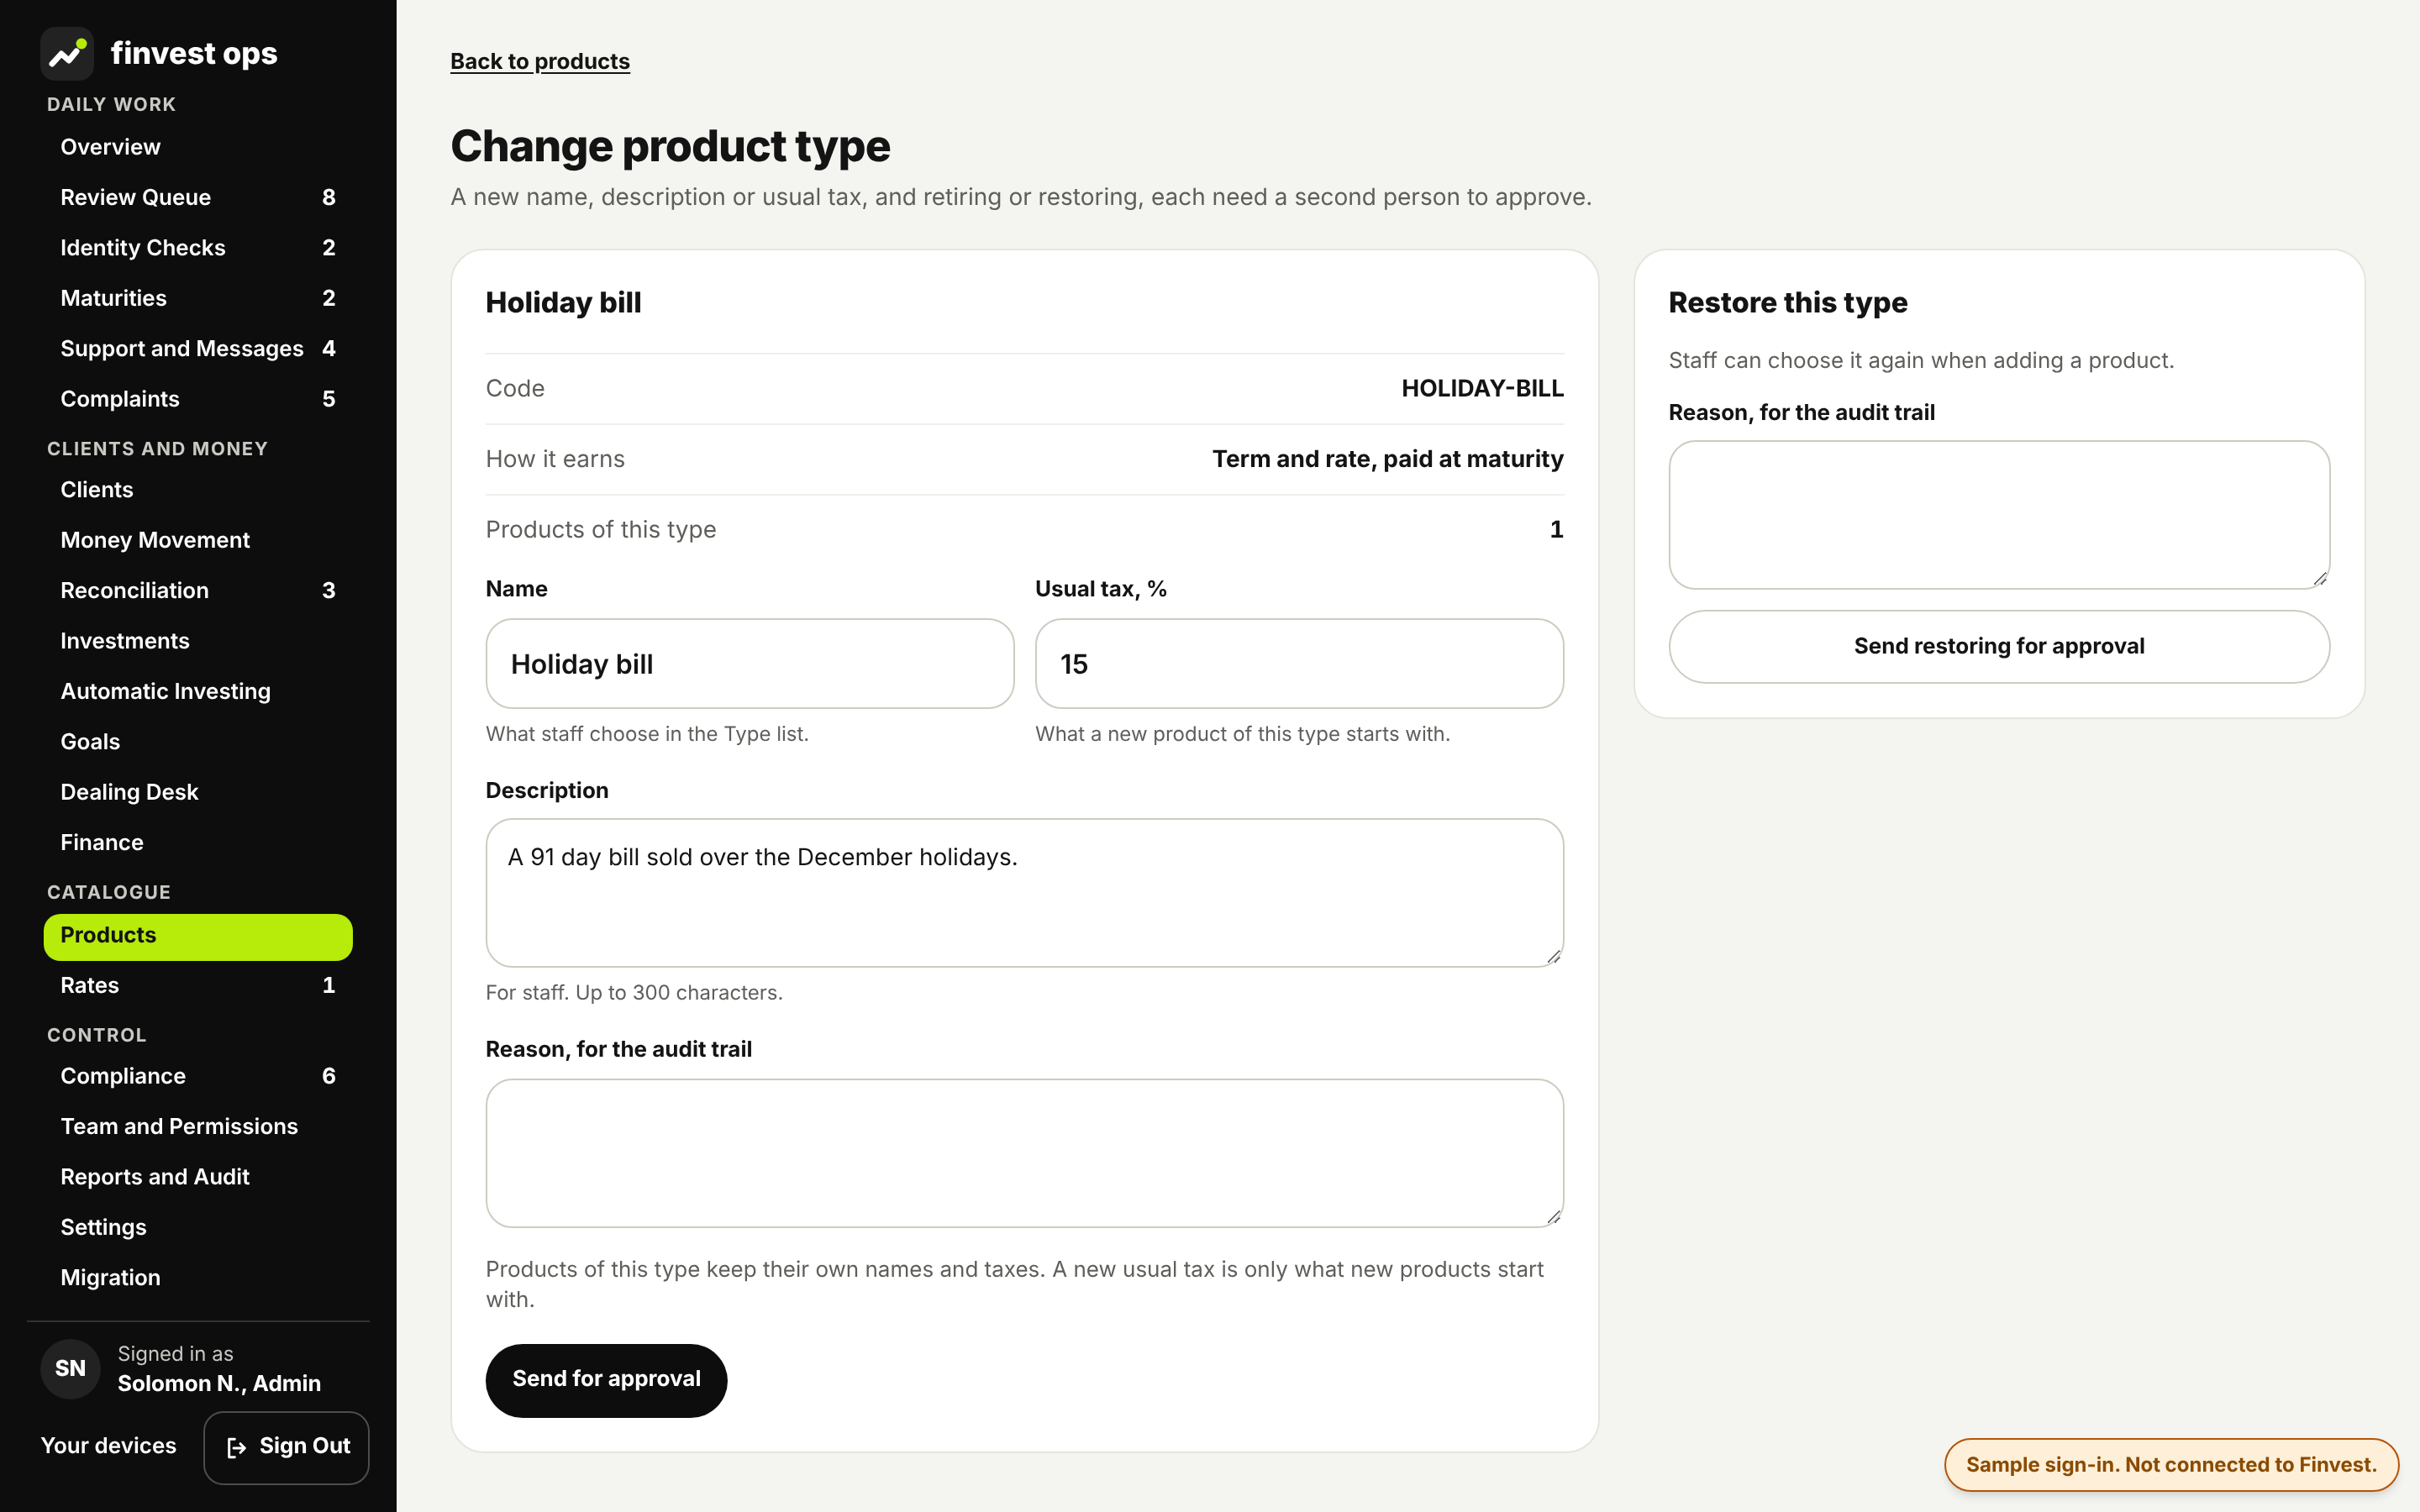 finvest ops
DAILY WORK
Overview
Review Queue 8
Identity Checks 2
Maturities 2
Support and Messages 4
Complaints 5
CLIENTS AND MONEY
Clients
Money Movement
Reconciliation 3
Investments
Automatic Investing
Goals
Dealing Desk
Finance
CATALOGUE
Products
Rates 1
CONTROL
Compliance 6
Team and Permissions
Reports and Audit
Settings
Migration
SN
Signed in as
Solomon N., Admin
Your devices
Sign Out
Back to products
Change product type
A new name, description or usual tax, and retiring or restoring, each need a second person to approve.
Holiday bill
Code HOLIDAY-BILL
How it earns Term and rate, paid at maturity
Products of this type 1
Name
Holiday bill
What staff choose in the Type list.
Usual tax, %
15
What a new product of this type starts with.
Description
A 91 day bill sold over the December holidays.
For staff. Up to 300 characters.
Reason, for the audit trail
Products of this type keep their own names and taxes. A new usual tax is only what new products start
with.
Send for approval
Restore this type
Staff can choose it again when adding a product.
Reason, for the audit trail
Send restoring for approval
Sample sign-in. Not connected to Finvest.